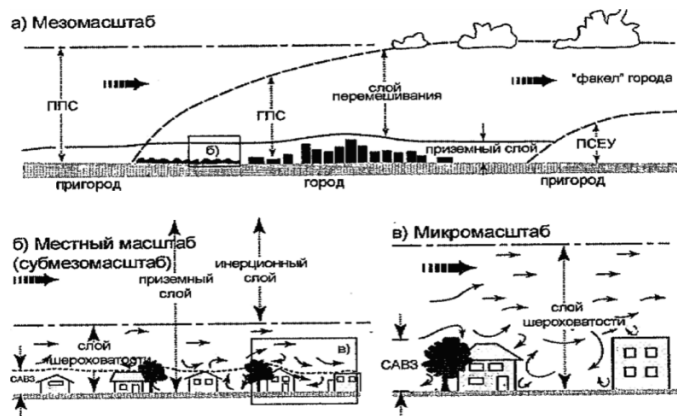 а) Мезомасштаб
ППС
ГПС
слой
перемешивания
"факел" города
б)
приземный слой
ПСЕУ
пригород
город
пригород
б) Местный масштаб
(субмезомасштаб)
приземный
слой
инерционный
слой
слой
шероховатости
САВЗ
в)
в) Микромасштаб
слой
шероховатости
САВЗ